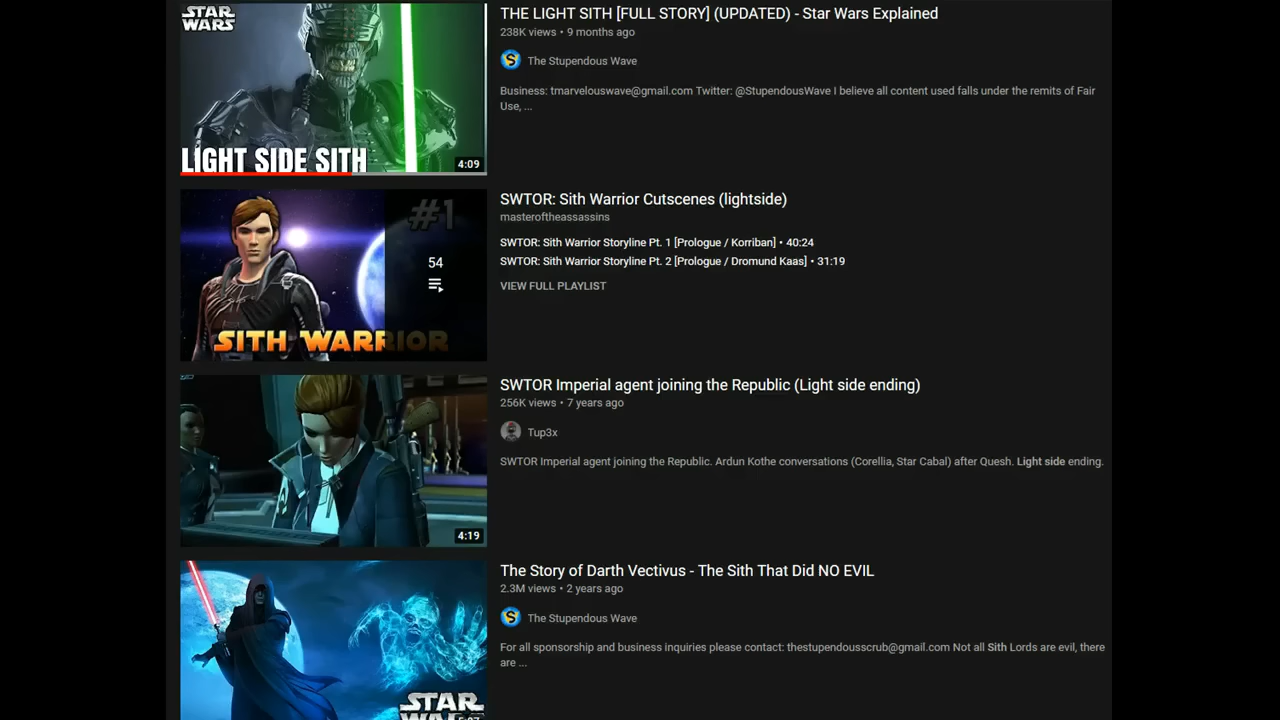 STAR
WARS
LIGHT SIDE SITH
4:09
THE LIGHT SITH [FULL STORY] (UPDATED) - Star Wars Explained
238K views • 9 months ago
S
The Stupendous Wave
Business: tmarvelouswave@gmail.com Twitter: @StupendousWave I believe all content used falls under the remits of Fair
Use, ...
#1
54
SITH WARRIOR
SWTOR: Sith Warrior Cutscenes (lightside)
masteroftheassassins
SWTOR: Sith Warrior Storyline Pt. 1 [Prologue / Korriban] • 40:24
SWTOR: Sith Warrior Storyline Pt. 2 [Prologue / Dromund Kaas] • 31:19
VIEW FULL PLAYLIST
4:19
SWTOR Imperial agent joining the Republic (Light side ending)
256K views • 7 years ago
Tup3x
SWTOR Imperial agent joining the Republic. Ardun Kothe conversations (Corellia, Star Cabal) after Quesh. Light side ending.
STAR
The Story of Darth Vectivus - The Sith That Did NO EVIL
2.3M views • 2 years ago
S
The Stupendous Wave
For all sponsorship and business inquiries please contact: thestupendousscrub@gmail.com Not all Sith Lords are evil, there
are ...